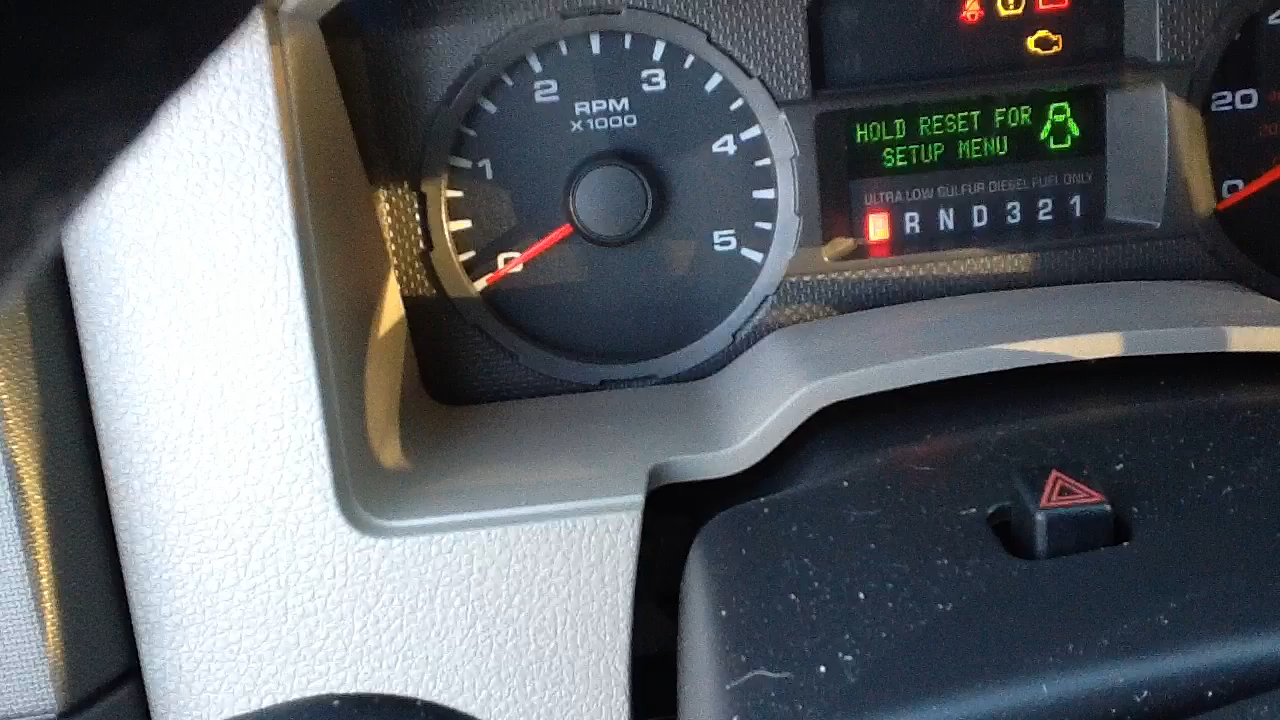 2
3
RPM
X1000
1
4
0
5
HOLD RESET FOR
SETUP MENU
ULTRA LOW SULFUR DIESEL FUEL ONLY
P R N D 3 2 1
20
0